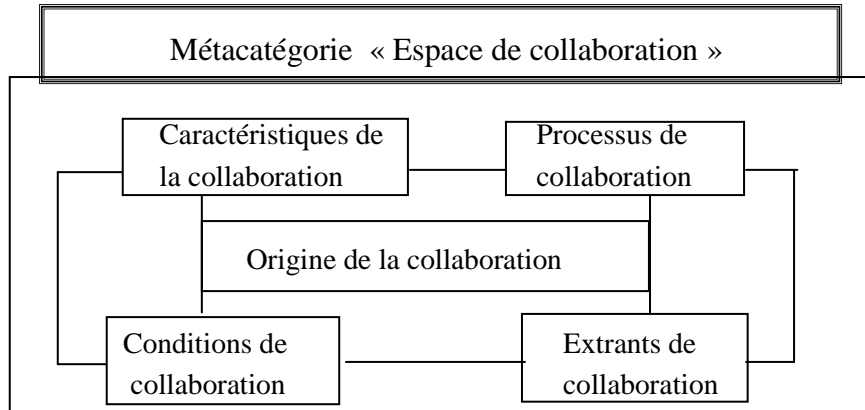 Métacatégorie « Espace de collaboration »
Caractéristiques de
la collaboration
Processus de
collaboration
Origine de la collaboration
Conditions de
collaboration
Extrants de
collaboration